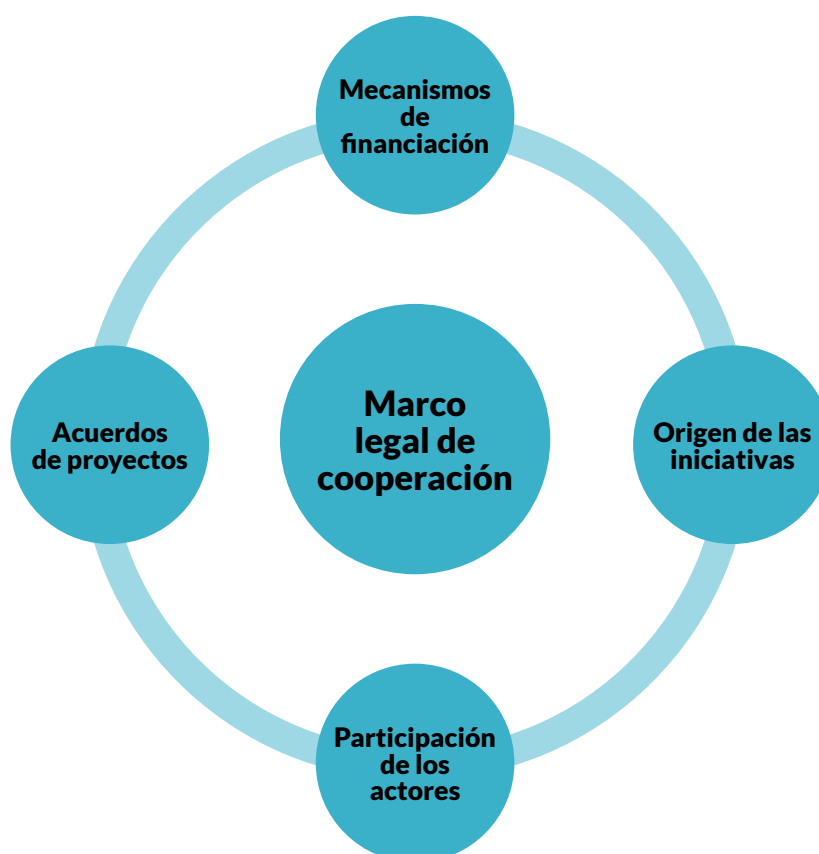 Mecanismos
de
financiación
Acuerdos
de proyectos
Marco
legal de
cooperación
Origen de las
iniciativas
Participación
de los
actores